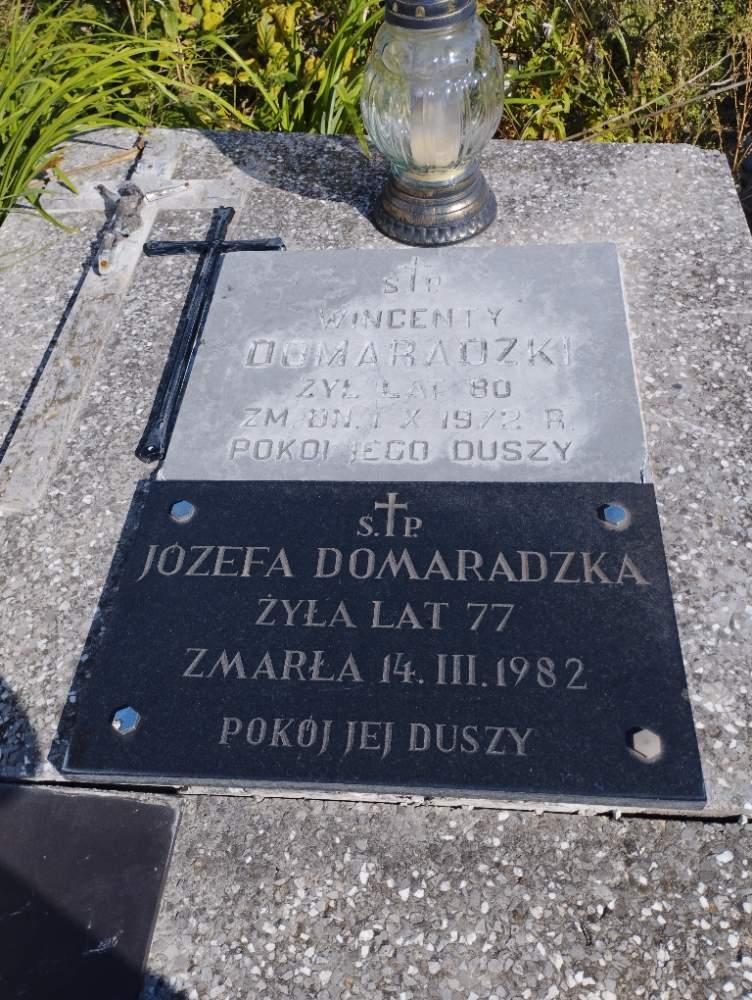 Ś✝P.
WINCENTY
DOMARADZKI
ŻYŁ LAT 80
ZM. DN. 1 X 1972 R.
POKÓJ JEGO DUSZY
Ś.✝P.
JÓZEFA DOMARADZKA
ŻYŁA LAT 77
ZMARŁA 14.III.1982
POKÓJ JEJ DUSZY